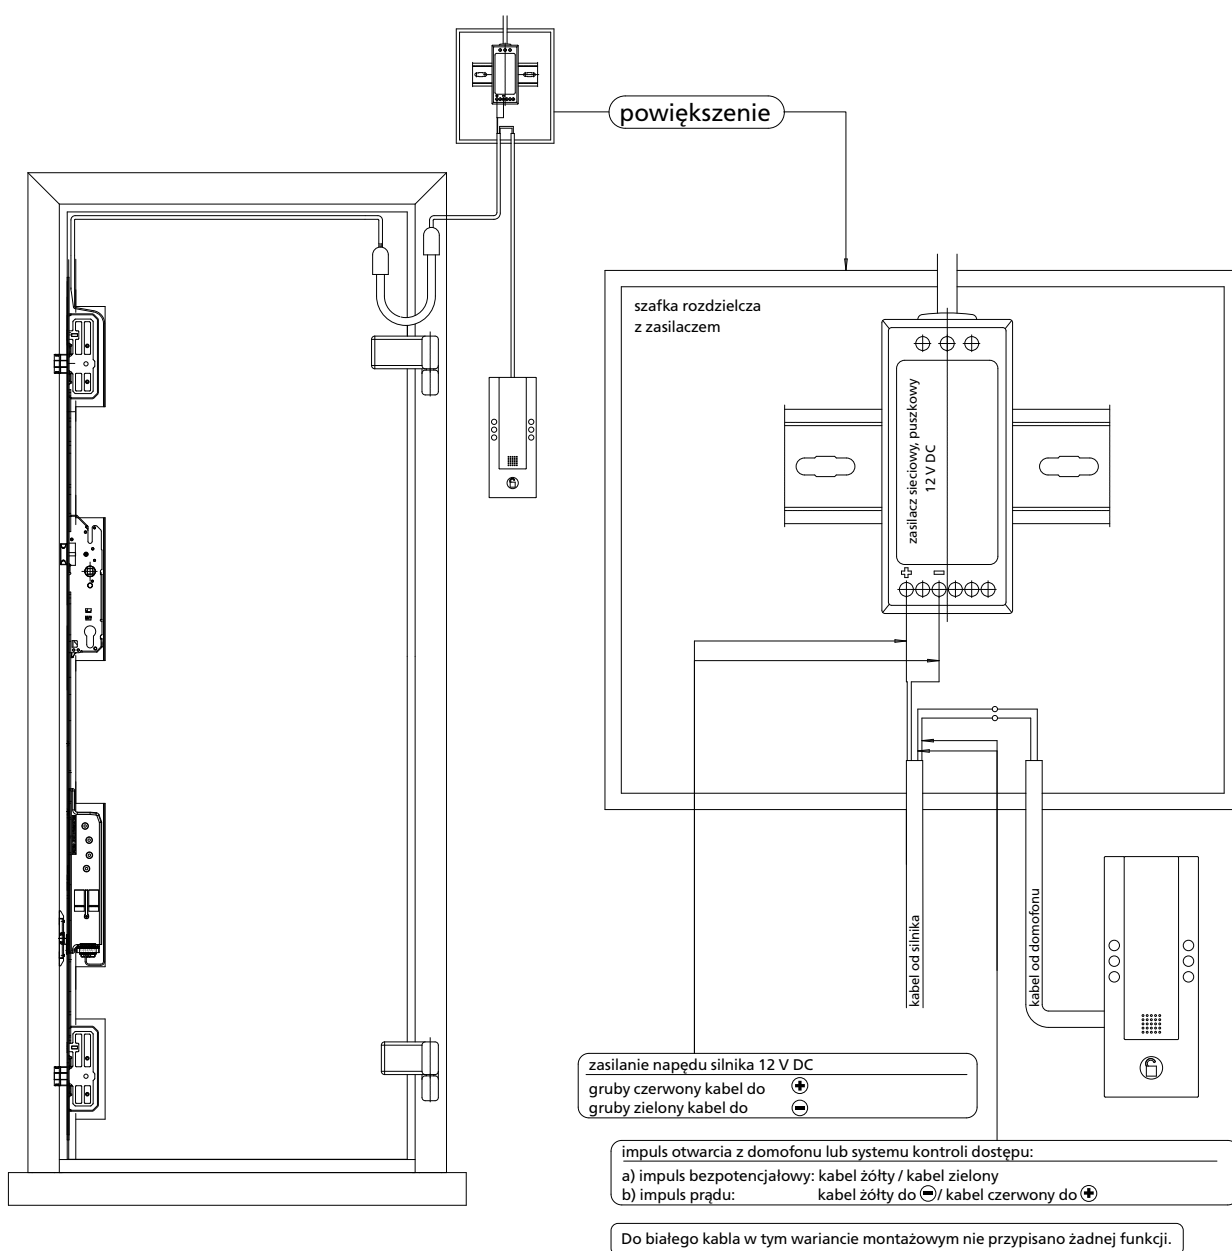 powiększenie
szafka rozdzielcza
z zasilaczem
zasilacz sieciowy, puszkowy
12 V DC
kabel od silnika
kabel od domofonu
zasilanie napędu silnika 12 V DC
gruby czerwony kabel do ⊕
gruby zielony kabel do ⊖
impuls otwarcia z domofonu lub systemu kontroli dostępu:
a) impuls bezpotencjałowy: kabel żółty / kabel zielony
b) impuls prądu: kabel żółty do ⊖/ kabel czerwony do ⊕
Do białego kabla w tym wariancie montażowym nie przypisano żadnej funkcji.